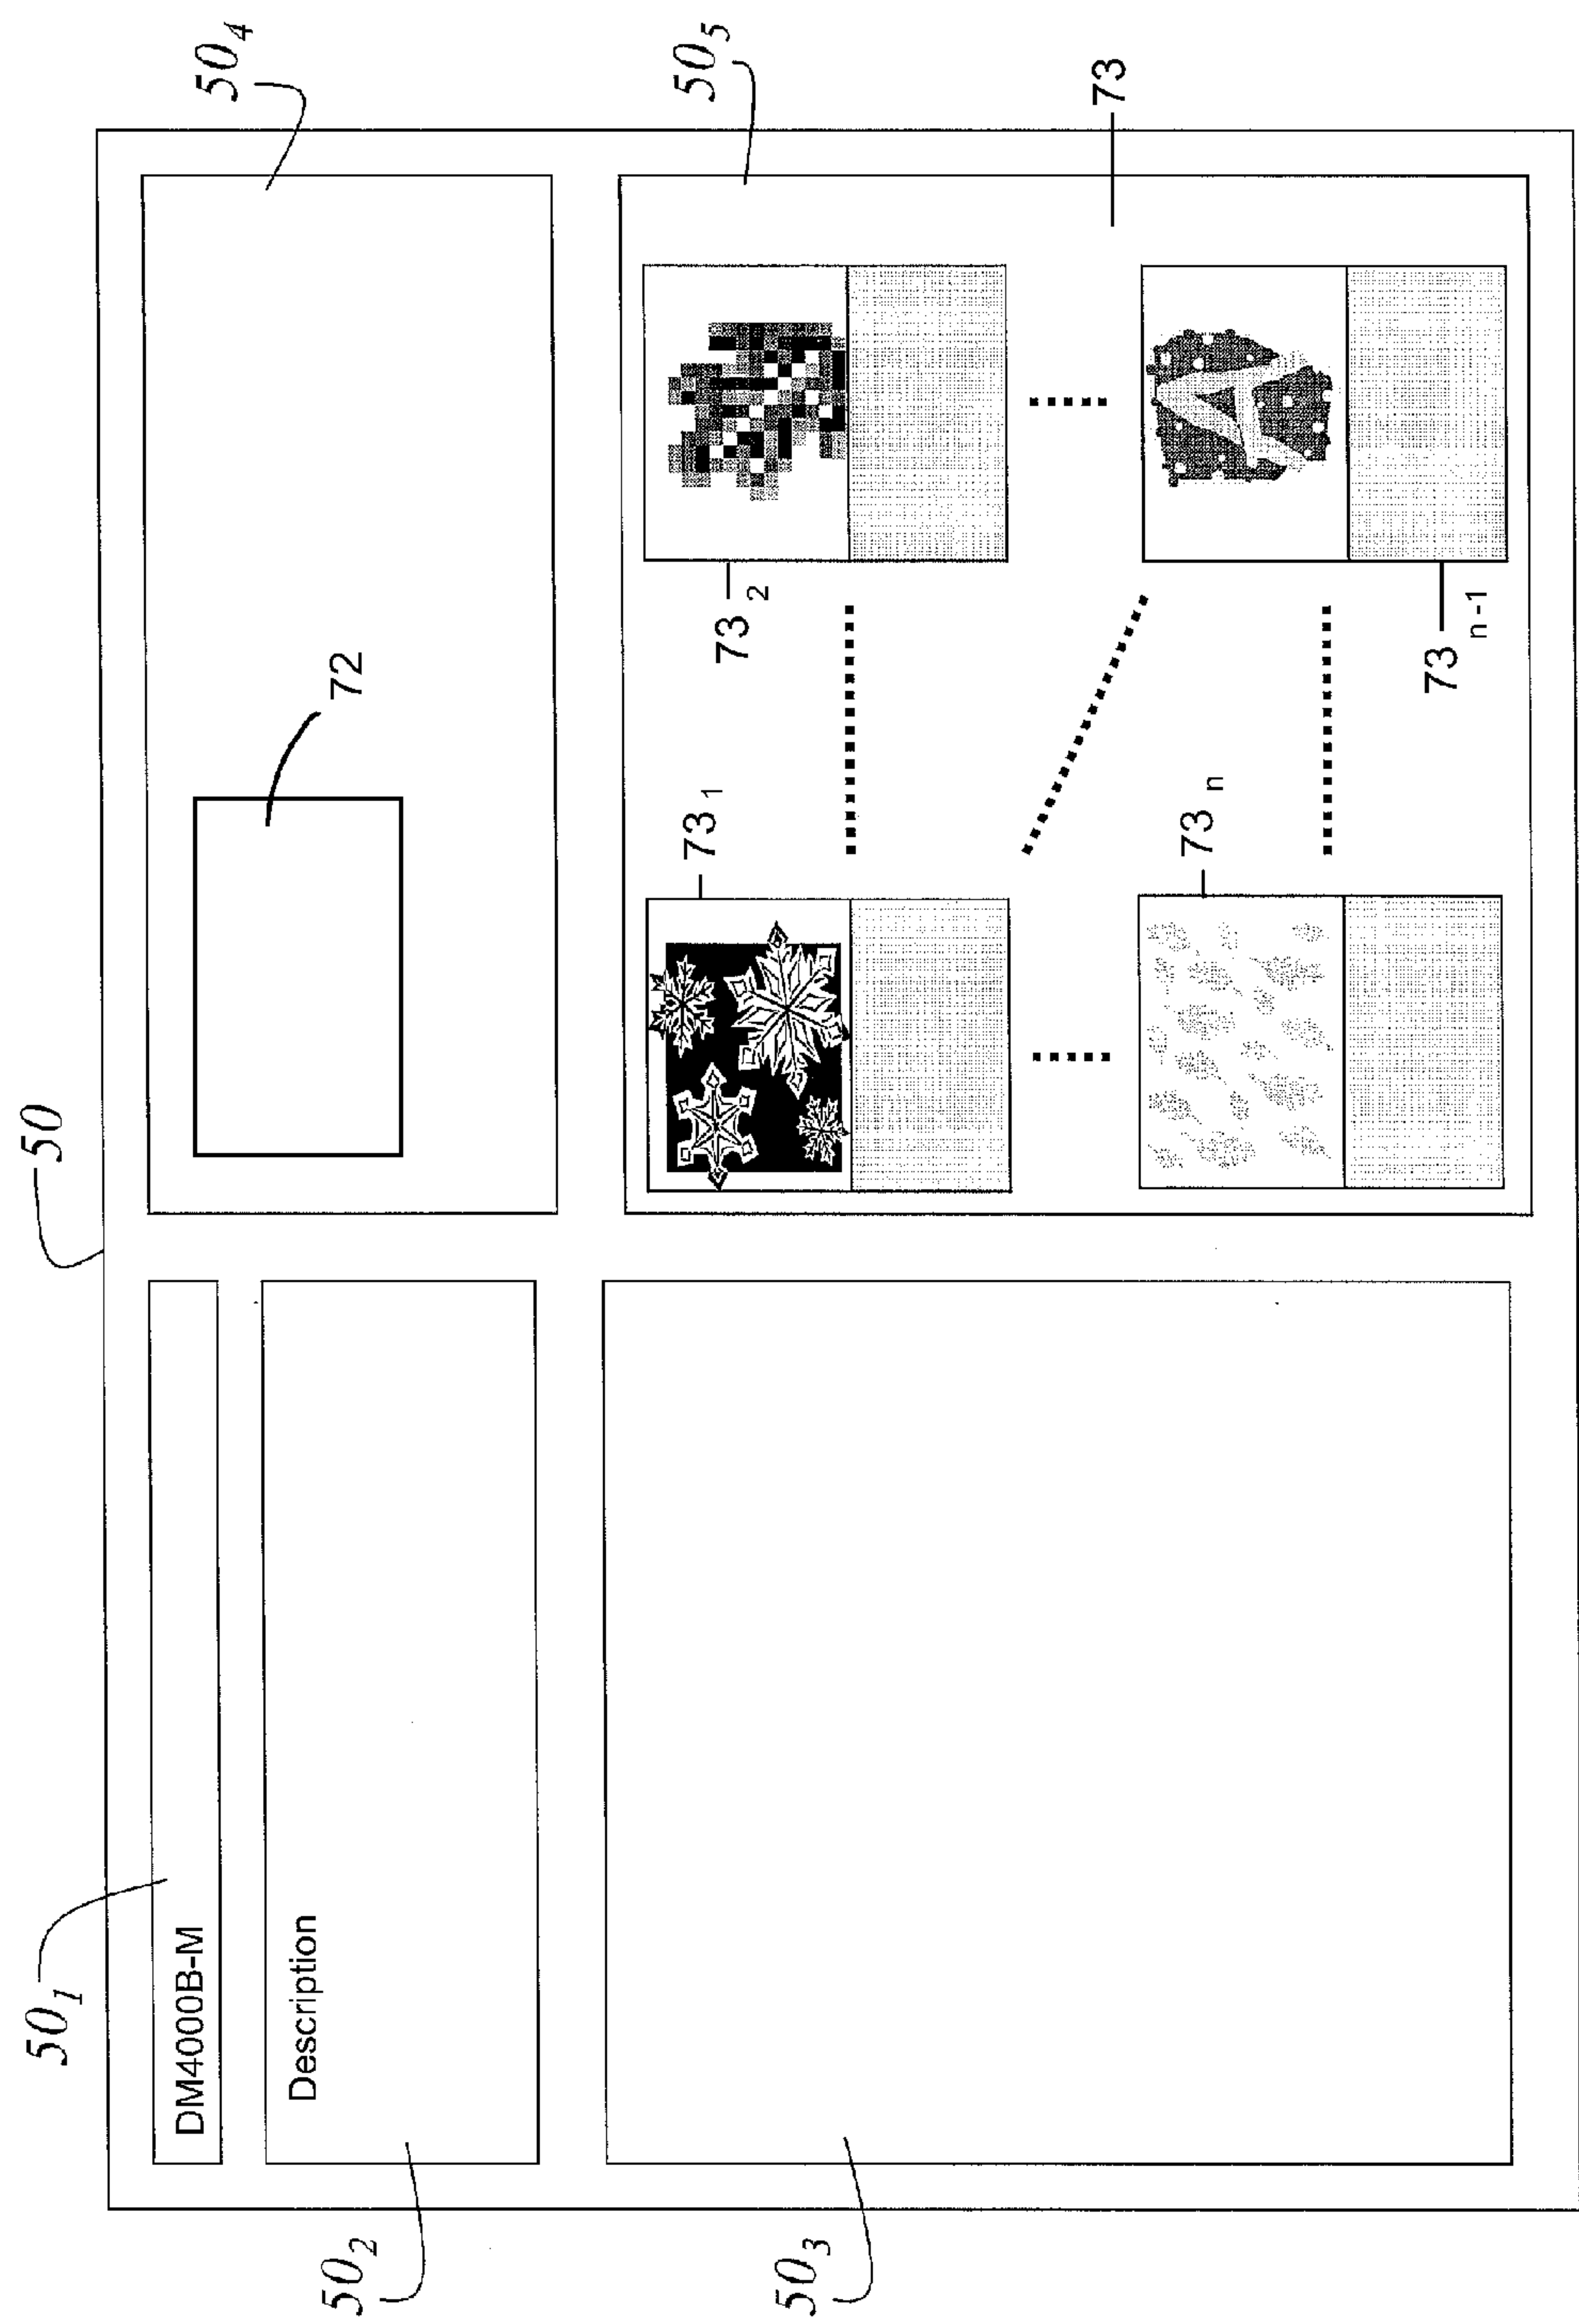 50
50₁
DM4000B-M
50₂
Description
50₃
50₄
72
50₅
73
73₁
73₂
73ₙ
73ₙ₋₁
A